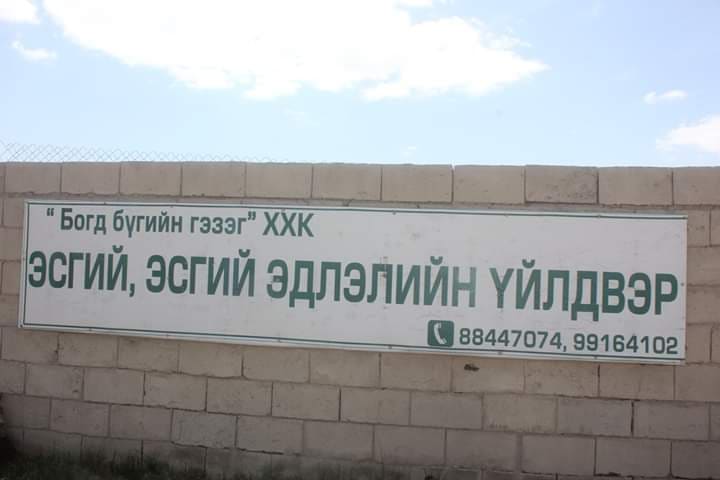 “ Богд бүгийн гэзэг” ХХК
ЭСГИЙ, ЭСГИЙ ЭДЛЭЛИЙН ҮЙЛДВЭР
88447074, 99164102